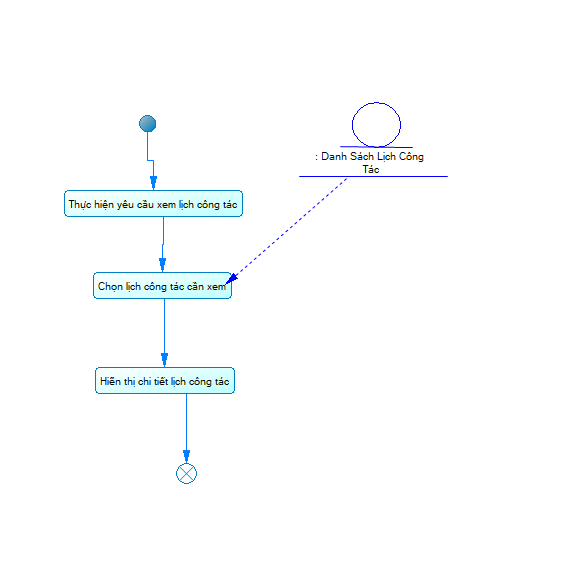 : Danh Sách Lịch Công
Tác
Thực hiện yêu cầu xem lịch công tác
Chọn lịch công tác cần xem
Hiễn thị chi tiết lịch công tác